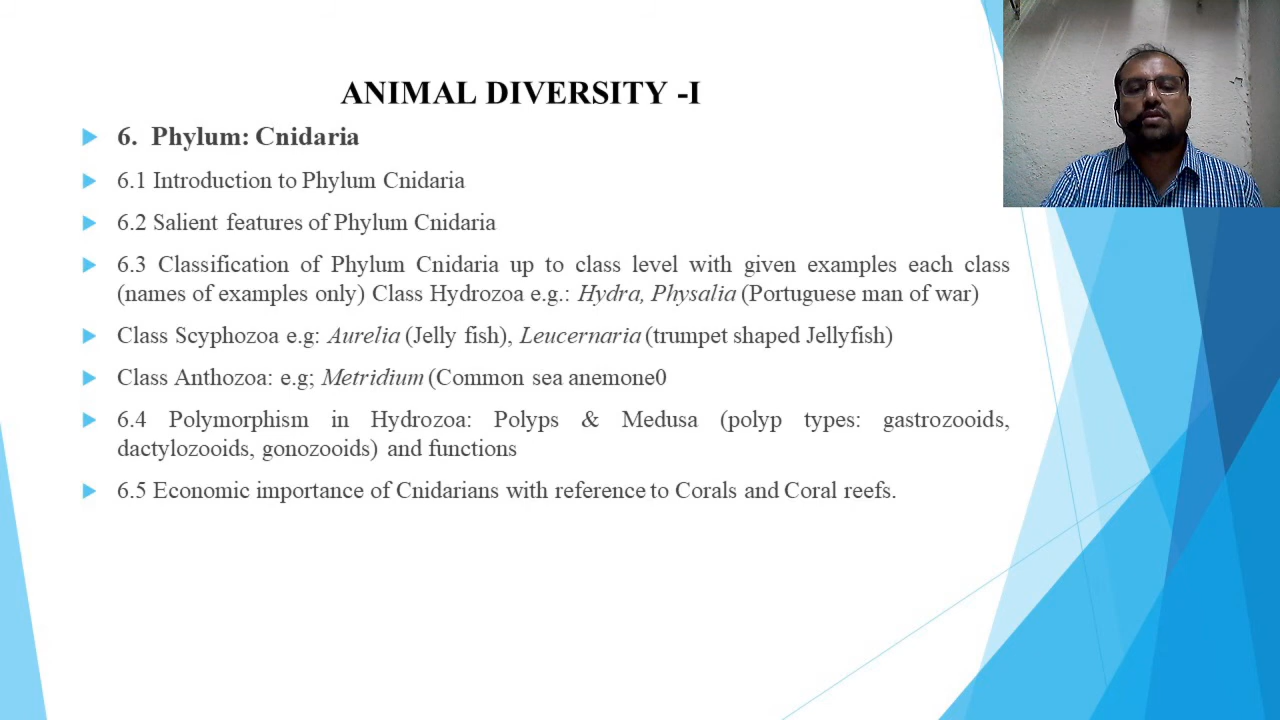 ANIMAL DIVERSITY -I
6. Phylum: Cnidaria
6.1 Introduction to Phylum Cnidaria
6.2 Salient features of Phylum Cnidaria
6.3 Classification of Phylum Cnidaria up to class level with given examples each class
(names of examples only) Class Hydrozoa e.g.: Hydra, Physalia (Portuguese man of war)
Class Scyphozoa e.g: Aurelia (Jelly fish), Leucernaria (trumpet shaped Jellyfish)
Class Anthozoa: e.g; Metridium (Common sea anemone0
6.4 Polymorphism in Hydrozoa: Polyps & Medusa (polyp types: gastrozooids,
dactylozooids, gonozooids) and functions
6.5 Economic importance of Cnidarians with reference to Corals and Coral reefs.